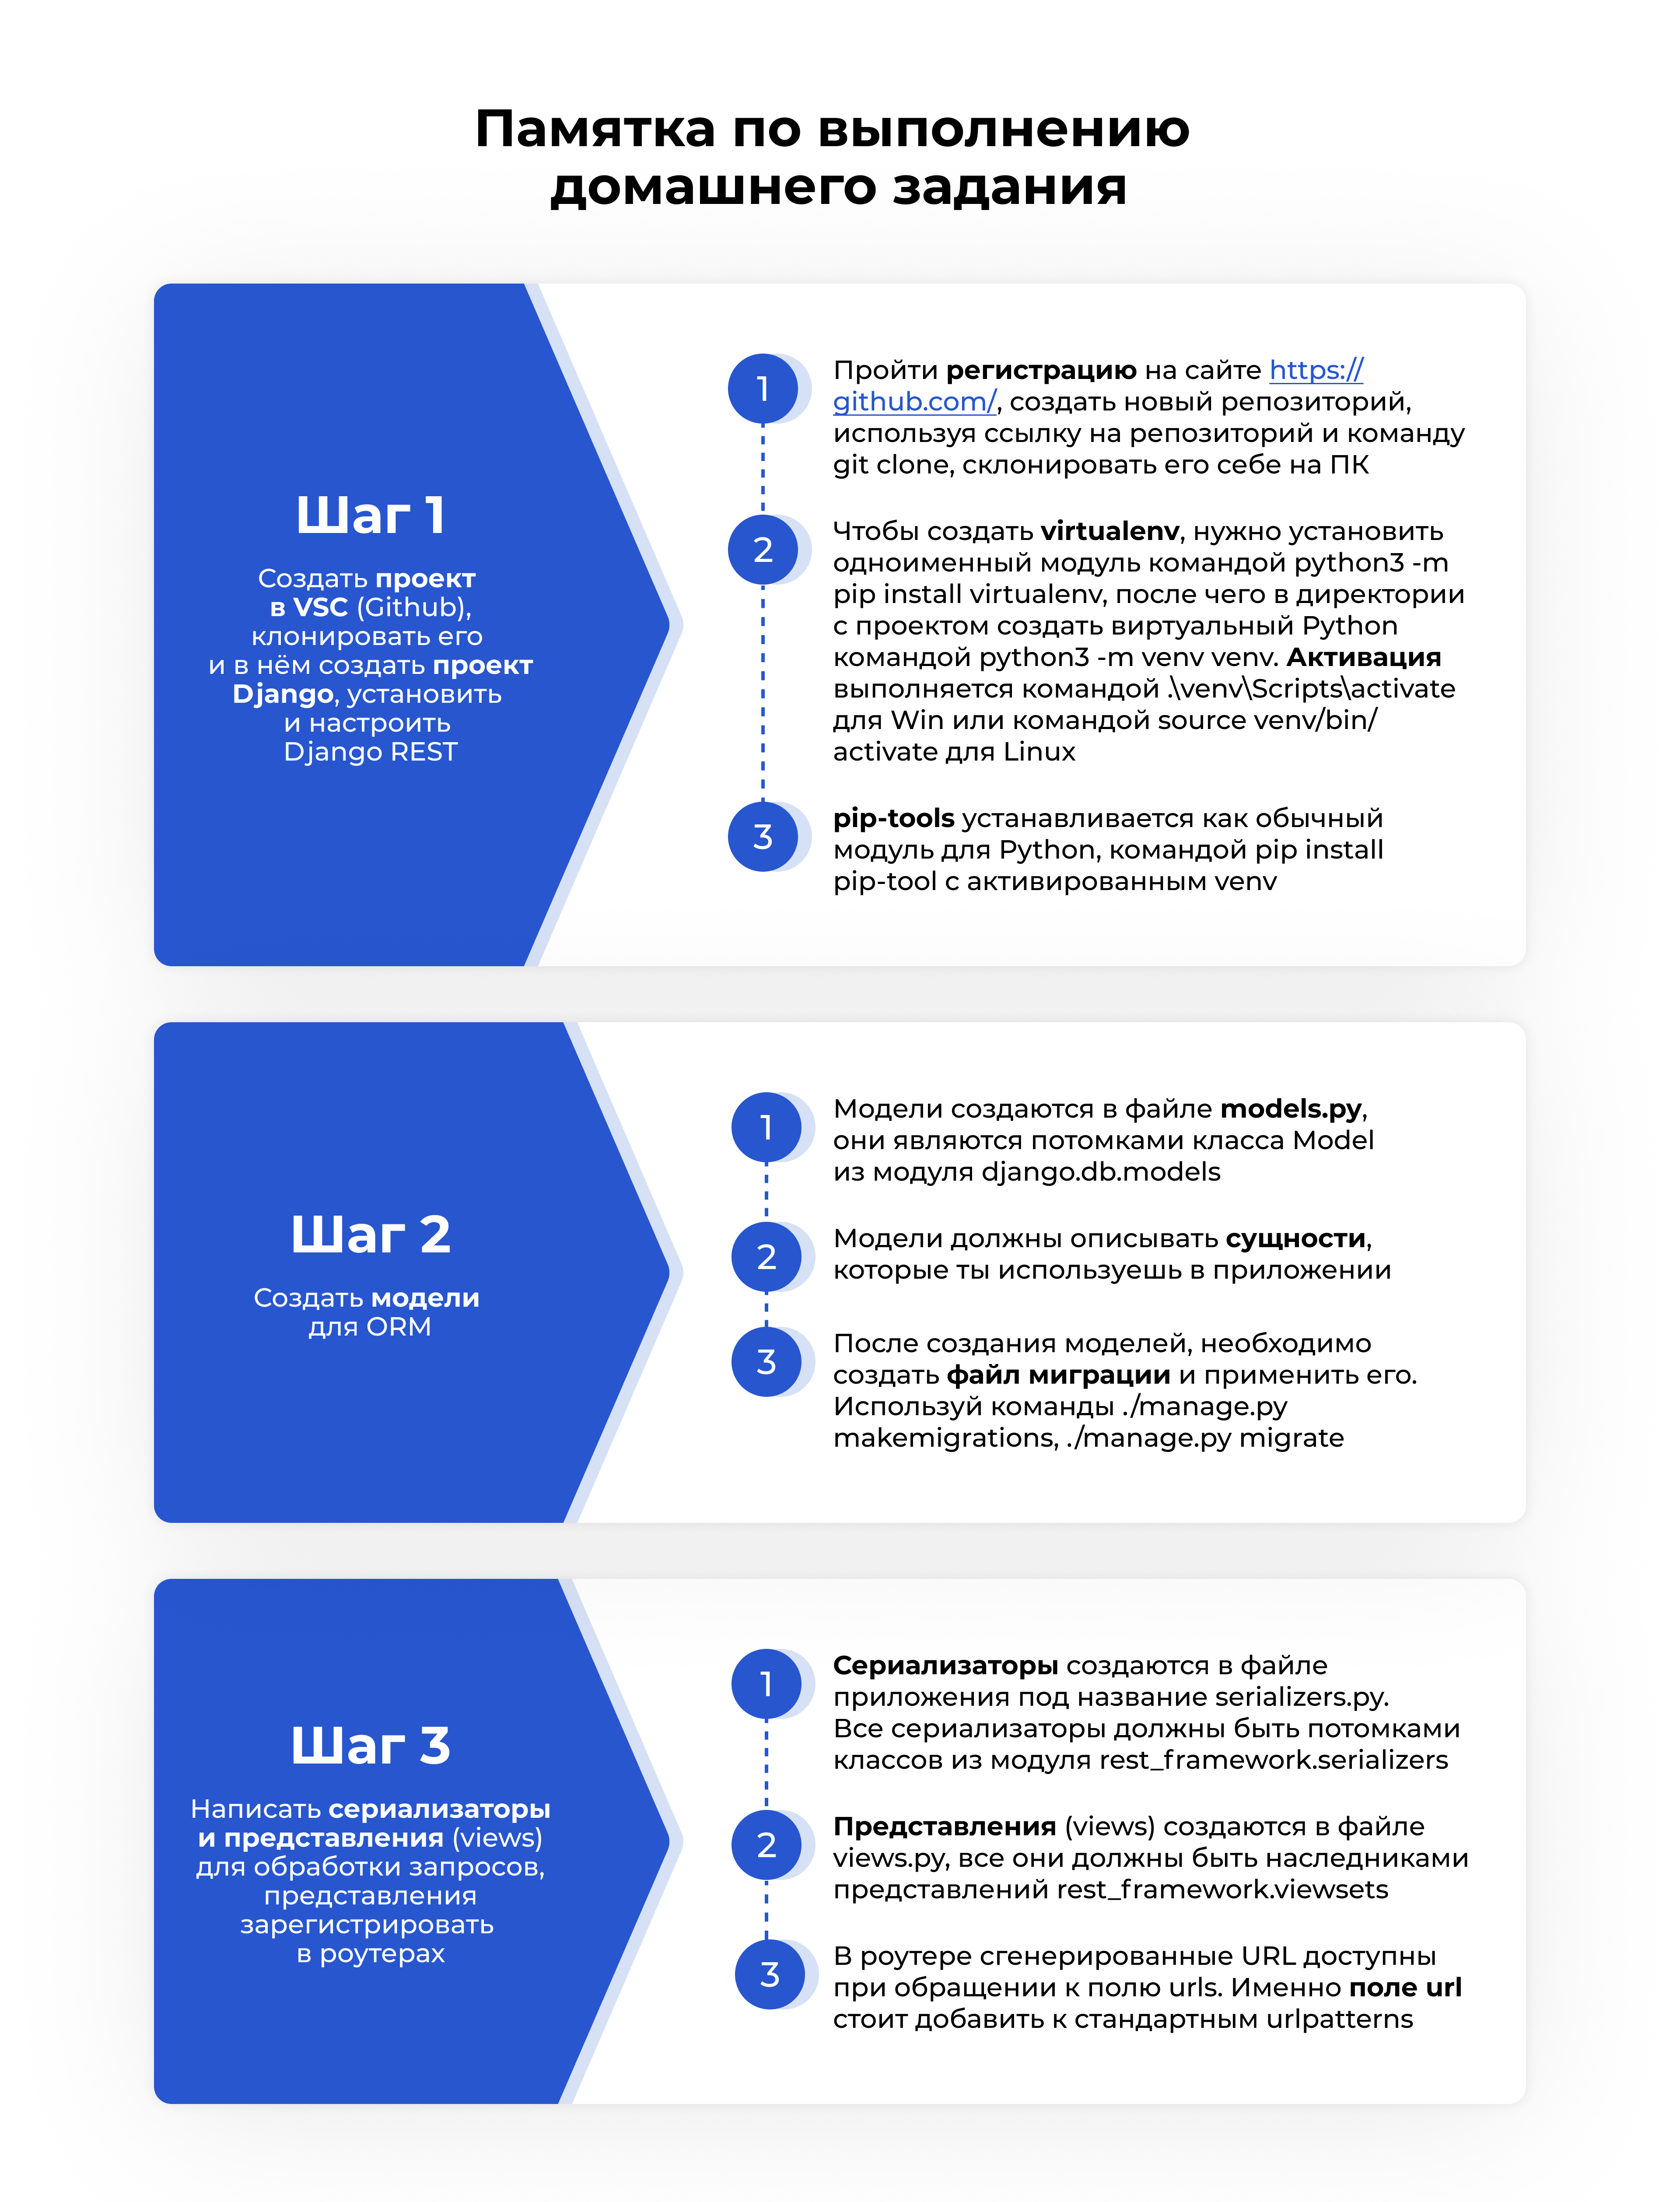 Памятка по выполнению
домашнего задания
Шаг 1
Создать проект
в VSC (Github),
клонировать его
и в нём создать проект
Django, установить
и настроить
Django REST
1
Пройти регистрацию на сайте https://
github.com/, создать новый репозиторий,
используя ссылку на репозиторий и команду
git clone, склонировать его себе на ПК
2
Чтобы создать virtualenv, нужно установить
одноименный модуль командой python3 -m
pip install virtualenv, после чего в директории
с проектом создать виртуальный Python
командой python3 -m venv venv. Активация
выполняется командой .\venv\Scripts\activate
для Win или командой source venv/bin/
activate для Linux
3
pip-tools устанавливается как обычный
модуль для Python, командой pip install
pip-tool с активированным venv
Шаг 2
Создать модели
для ORM
1
Модели создаются в файле models.py,
они являются потомками класса Model
из модуля django.db.models
2
Модели должны описывать сущности,
которые ты используешь в приложении
3
После создания моделей, необходимо
создать файл миграции и применить его.
Используй команды ./manage.py
makemigrations, ./manage.py migrate
Шаг 3
Написать сериализаторы
и представления (views)
для обработки запросов,
представления
зарегистрировать
в роутерах
1
Сериализаторы создаются в файле
приложения под название serializers.py.
Все сериализаторы должны быть потомками
классов из модуля rest_framework.serializers
2
Представления (views) создаются в файле
views.py, все они должны быть наследниками
представлений rest_framework.viewsets
3
В роутере сгенерированные URL доступны
при обращении к полю urls. Именно поле url
стоит добавить к стандартным urlpatterns